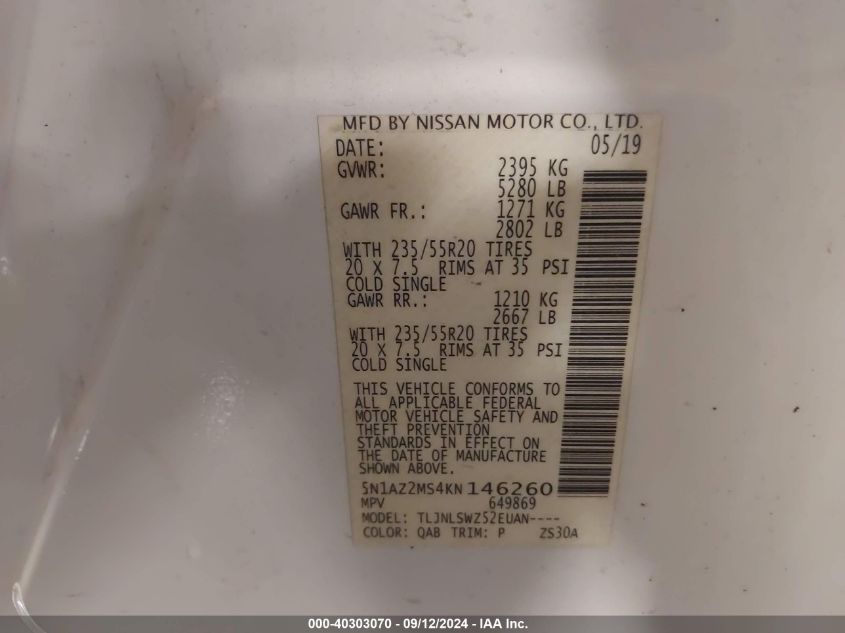 MFD BY NISSAN MOTOR CO., LTD.
DATE: 05/19
GVWR: 2395 KG
5280 LB
GAWR FR.: 1271 KG
2802 LB
WITH 235/55R20 TIRES
20 X 7.5 RIMS AT 35 PSI
COLD SINGLE
GAWR RR.: 1210 KG
2667 LB
WITH 235/55R20 TIRES
20 X 7.5 RIMS AT 35 PSI
COLD SINGLE
THIS VEHICLE CONFORMS TO
ALL APPLICABLE FEDERAL
MOTOR VEHICLE SAFETY AND
THEFT PREVENTION
STANDARDS IN EFFECT ON
THE DATE OF MANUFACTURE
SHOWN ABOVE.
5N1AZ2MS4KN146260
MPV 649869
MODEL: TLJNLSWZ52EUAN----
COLOR: QAB TRIM: P ZS30A
000-40303070 - 09/12/2024 - IAA Inc.